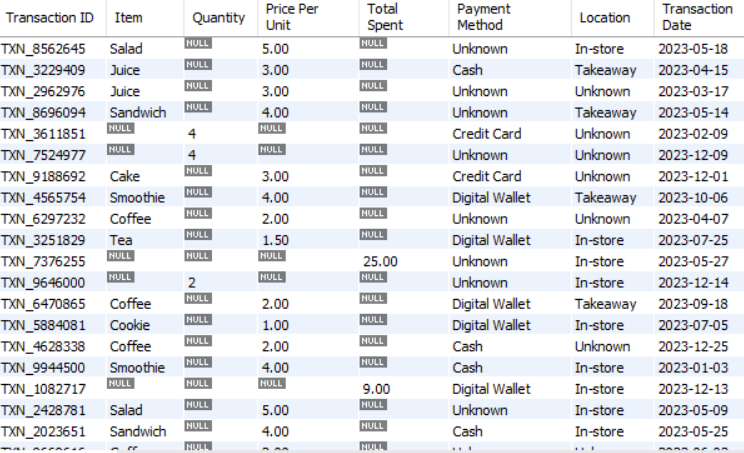 Transaction ID Item Quantity Price Per Unit Total Spent Payment Method Location Transaction Date
TXN_8562645 Salad NULL 5.00 NULL Unknown In-store 2023-05-18
TXN_3229409 Juice NULL 3.00 NULL Cash Takeaway 2023-04-15
TXN_2962976 Juice NULL 3.00 NULL Unknown Unknown 2023-03-17
TXN_8696094 Sandwich NULL 4.00 NULL Unknown Takeaway 2023-05-14
TXN_3611851 NULL 4 NULL NULL Credit Card Unknown 2023-02-09
TXN_7524977 NULL 4 NULL NULL Unknown Unknown 2023-12-09
TXN_9188692 Cake NULL 3.00 NULL Credit Card Unknown 2023-12-01
TXN_4565754 Smoothie NULL 4.00 NULL Digital Wallet Takeaway 2023-10-06
TXN_6297232 Coffee NULL 2.00 NULL Unknown Unknown 2023-04-07
TXN_3251829 Tea NULL 1.50 NULL Digital Wallet In-store 2023-07-25
TXN_7376255 NULL NULL NULL 25.00 Unknown In-store 2023-05-27
TXN_9646000 NULL 2 NULL NULL Unknown In-store 2023-12-14
TXN_6470865 Coffee NULL 2.00 NULL Digital Wallet Takeaway 2023-09-18
TXN_5884081 Cookie NULL 1.00 NULL Digital Wallet In-store 2023-07-05
TXN_4628338 Coffee NULL 2.00 NULL Cash Unknown 2023-12-25
TXN_9944500 Smoothie NULL 4.00 NULL Cash In-store 2023-01-03
TXN_1082717 NULL NULL NULL 9.00 Digital Wallet In-store 2023-12-13
TXN_2428781 Salad NULL 5.00 NULL Unknown In-store 2023-05-09
TXN_2023651 Sandwich NULL 4.00 NULL Cash In-store 2023-05-25
NULL NULL